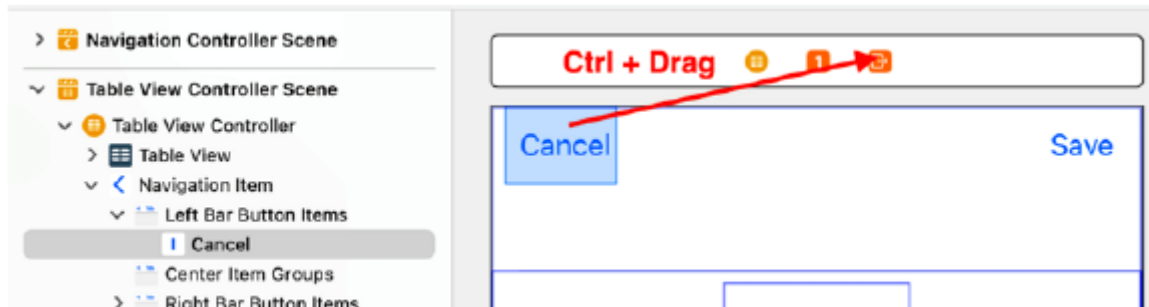 Navigation Controller Scene
Table View Controller Scene
Table View Controller
Table View
Navigation Item
Left Bar Button Items
Cancel
Center Item Groups
Right Bar Button Items
Ctrl + Drag
1
Cancel
Save